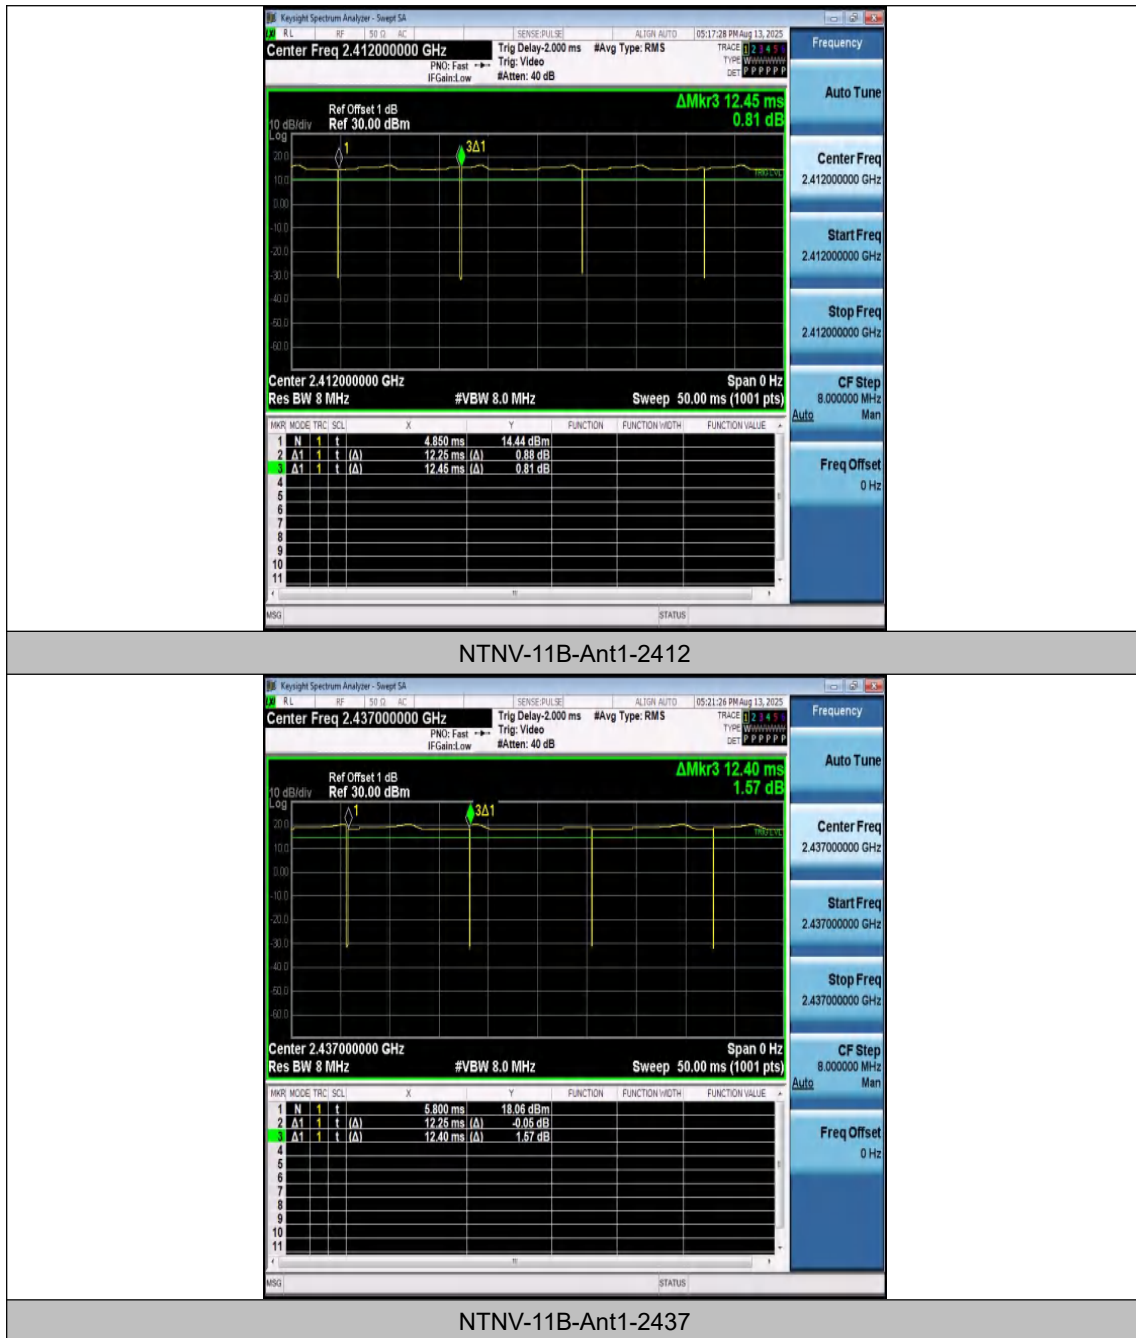 Keysight Spectrum Analyzer - Swept SA
RL RF 50 Ω AC SENSE:PULSE ALIGN AUTO 05:17:28 PM Aug 13, 2025
Center Freq 2.412000000 GHz Trig Delay-2.000 ms #Avg Type: RMS TRACE 1 2 3 4 5 6
PNO: Fast Trig: Video TYPE
IFGain:Low #Atten: 40 dB DET P P P P P P
Frequency
Auto Tune
Center Freq
2.412000000 GHz
Start Freq
2.412000000 GHz
Stop Freq
2.412000000 GHz
CF Step
8.000000 MHz
Auto Man
Freq Offset
0 Hz
ΔMkr3 12.45 ms
0.81 dB
Ref Offset 1 dB
10 dB/div Ref 30.00 dBm
Log
1 3Δ1
20.0
10.0
TRIG LVL
0.00
-10.0
-20.0
-30.0
-40.0
-50.0
-60.0
Center 2.412000000 GHz Span 0 Hz
Res BW 8 MHz #VBW 8.0 MHz Sweep 50.00 ms (1001 pts)
MKR MODE TRC SCL X Y FUNCTION FUNCTION WIDTH FUNCTION VALUE
1 N 1 t 4.850 ms 14.44 dBm
2 Δ1 1 t (Δ) 12.25 ms (Δ) 0.88 dB
3 Δ1 1 t (Δ) 12.45 ms (Δ) 0.81 dB
4
5
6
7
8
9
10
11
MSG STATUS
NTNV-11B-Ant1-2412
Keysight Spectrum Analyzer - Swept SA
RL RF 50 Ω AC SENSE:PULSE ALIGN AUTO 05:21:26 PM Aug 13, 2025
Center Freq 2.437000000 GHz Trig Delay-2.000 ms #Avg Type: RMS TRACE 1 2 3 4 5 6
PNO: Fast Trig: Video TYPE
IFGain:Low #Atten: 40 dB DET P P P P P P
Frequency
Auto Tune
Center Freq
2.437000000 GHz
Start Freq
2.437000000 GHz
Stop Freq
2.437000000 GHz
CF Step
8.000000 MHz
Auto Man
Freq Offset
0 Hz
ΔMkr3 12.40 ms
1.57 dB
Ref Offset 1 dB
10 dB/div Ref 30.00 dBm
Log
1 3Δ1
20.0
TRIG LVL
10.0
0.00
-10.0
-20.0
-30.0
-40.0
-50.0
-60.0
Center 2.437000000 GHz Span 0 Hz
Res BW 8 MHz #VBW 8.0 MHz Sweep 50.00 ms (1001 pts)
MKR MODE TRC SCL X Y FUNCTION FUNCTION WIDTH FUNCTION VALUE
1 N 1 t 5.800 ms 18.06 dBm
2 Δ1 1 t (Δ) 12.25 ms (Δ) -0.05 dB
3 Δ1 1 t (Δ) 12.40 ms (Δ) 1.57 dB
4
5
6
7
8
9
10
11
MSG STATUS
NTNV-11B-Ant1-2437